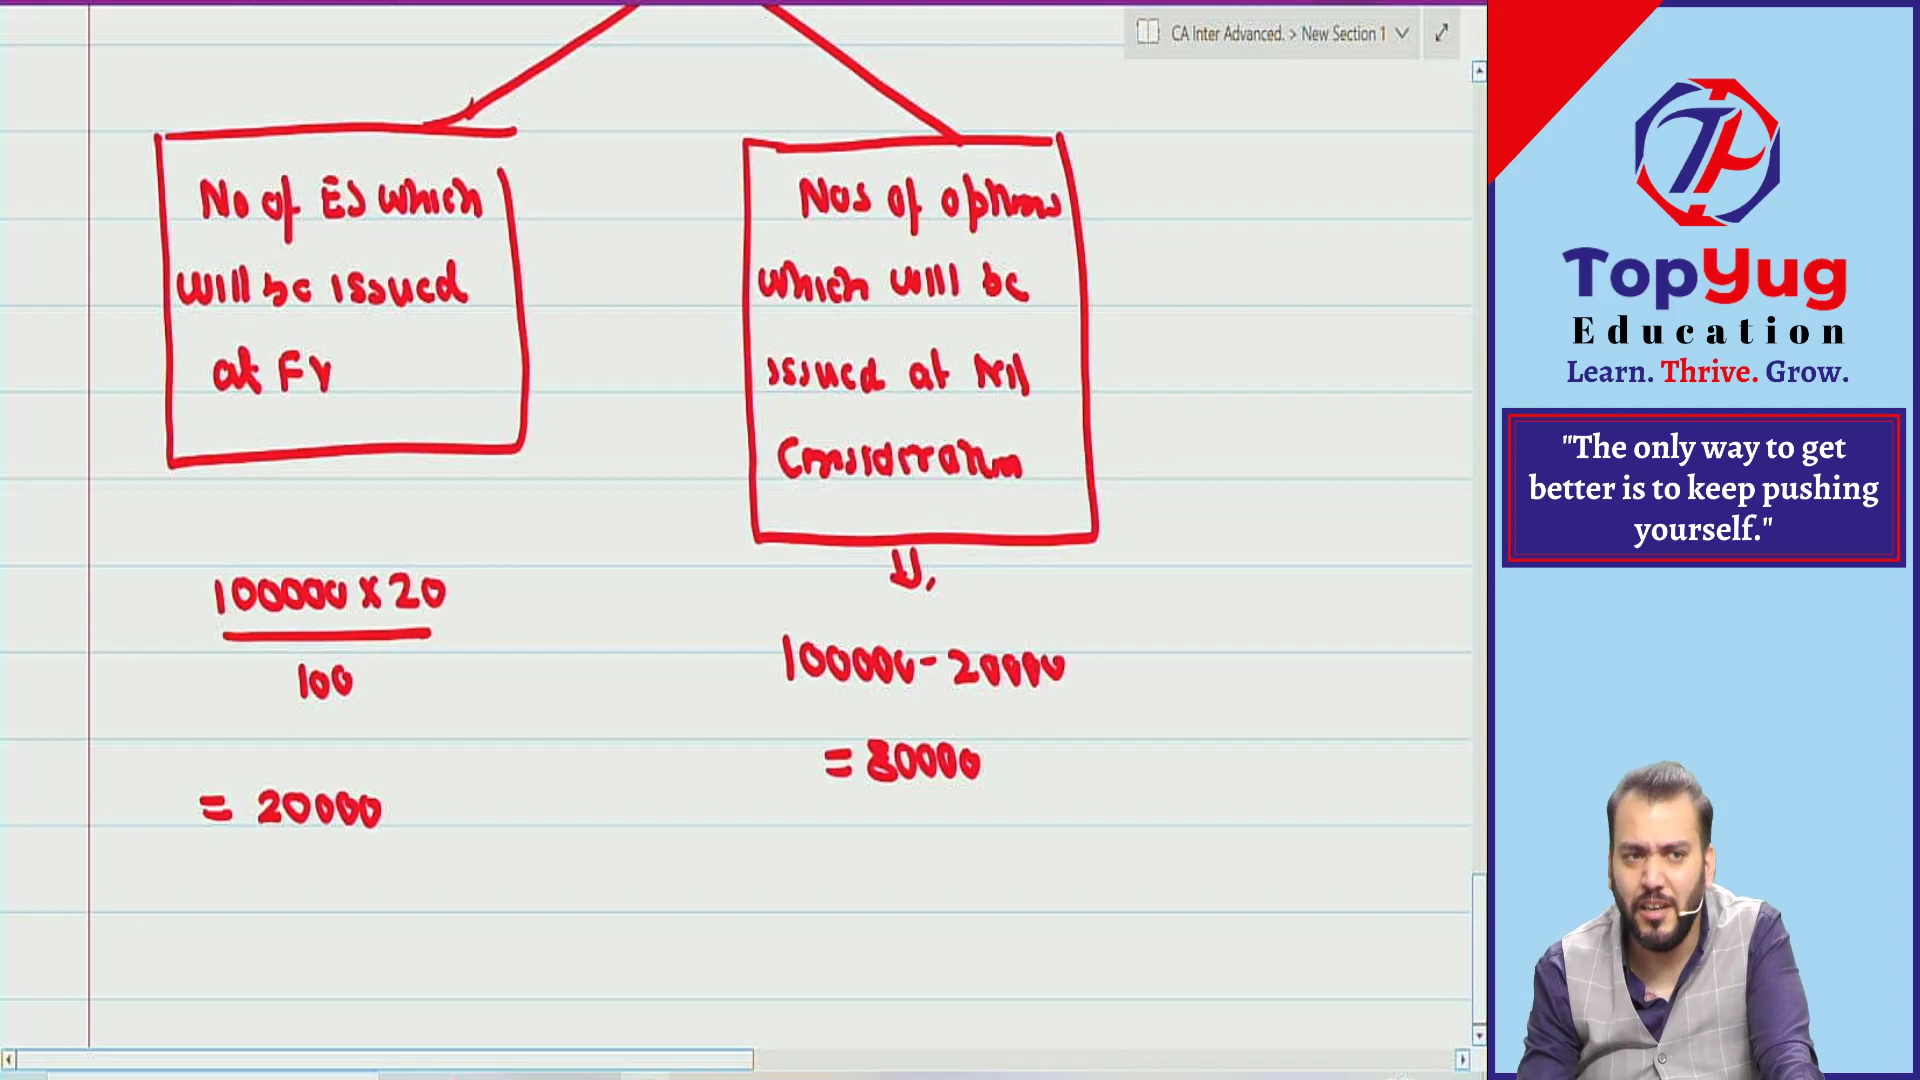 CA Inter Advanced. > New Section 1
No of ES which
will be issued
at FV
Nos of options
which will be
issued at Nil
Consideration
100000 x 20
100
= 20000
100000 - 20000
= 80000
TopYug
Education
Learn. Thrive. Grow.
"The only way to get
better is to keep pushing
yourself."